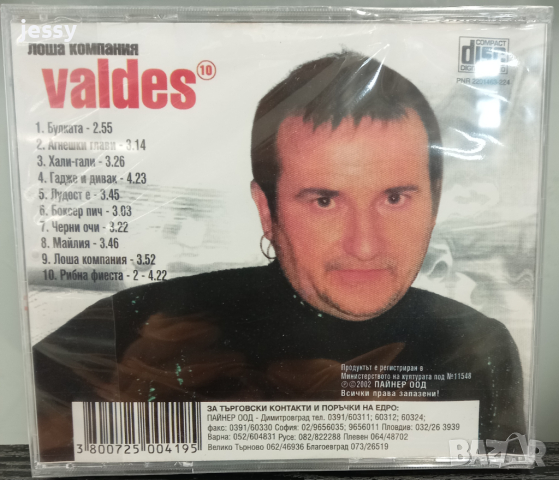 jessy
лоша компания
valdes 10
COMPACT
disc
1. Булката - 2.55
2. Агнешки глави - 3.14
3. Хали-гали - 3.26
4. Гадже и дивак - 4.23
5. Лудост е - 3.45
6. Боксер пич - 3.03
7. Черни очи - 3.22
8. Майлия - 3.46
9. Лоша компания - 3.52
10. Рибна фиеста - 2 - 4.22
Продуктът е регистриран в
Министерството на културата под №11548
℗©2002 ПАЙНЕР ООД
Всички права запазени!
ЗА ТЪРГОВСКИ КОНТАКТИ И ПОРЪЧКИ НА ЕДРО:
ПАЙНЕР ООД - Димитровград тел. 0391/60311; 60312; 60324;
факс: 0391/60330 София: 02/9656035; 9656011 Пловдив: 032/26 3939
Варна: 052/604831 Русе: 082/822288 Плевен 064/48702
Велико Търново 062/46936 Благоевград 073/26519
3 800725 004195
БАЗАР